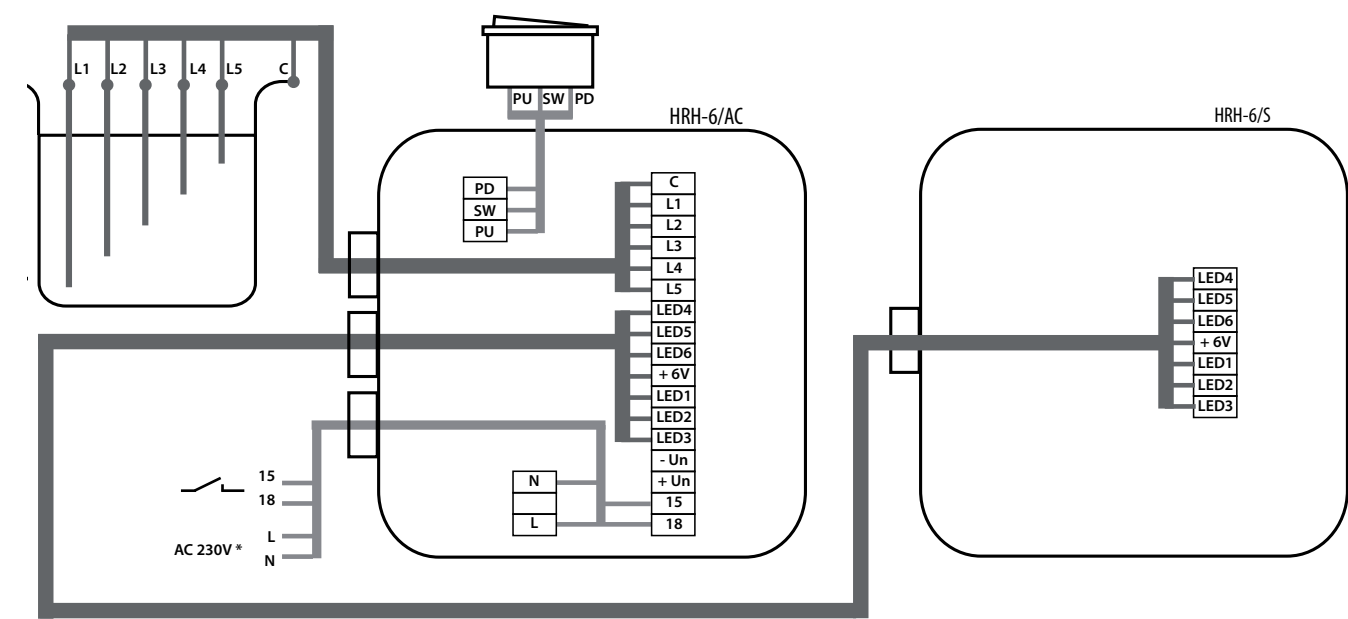 L1 L2 L3 L4 L5 C
PU SW PD
HRH-6/AC
PD
SW
PU
C
L1
L2
L3
L4
L5
LED4
LED5
LED6
+ 6V
LED1
LED2
LED3
- Un
+ Un
15
18
N
L
15
18
L
AC 230V *
N
HRH-6/S
LED4
LED5
LED6
+ 6V
LED1
LED2
LED3